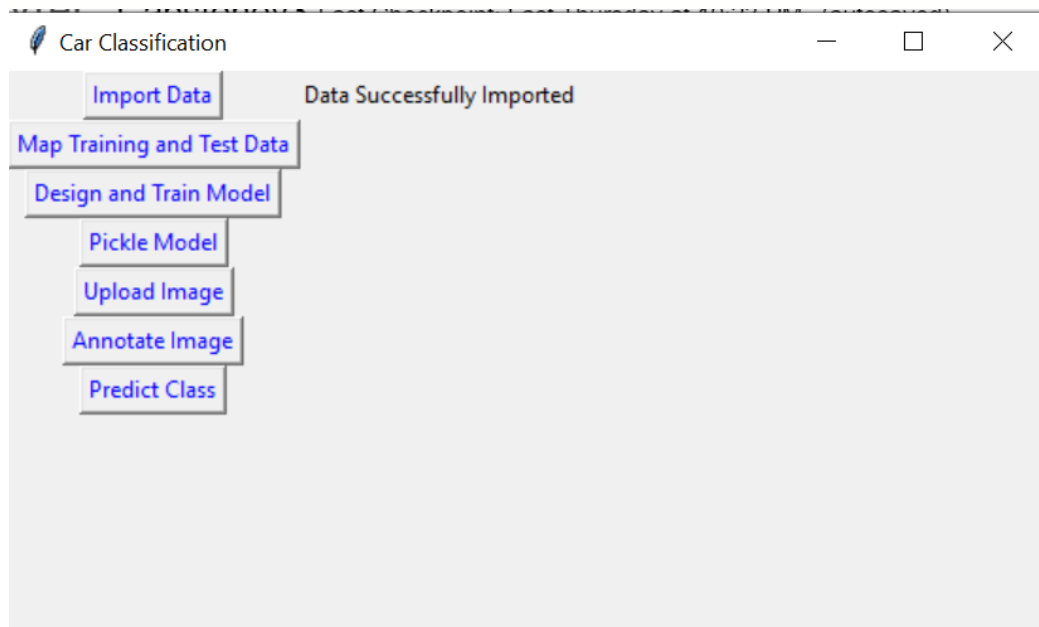 Car Classification
Import Data Data Successfully Imported
Map Training and Test Data
Design and Train Model
Pickle Model
Upload Image
Annotate Image
Predict Class